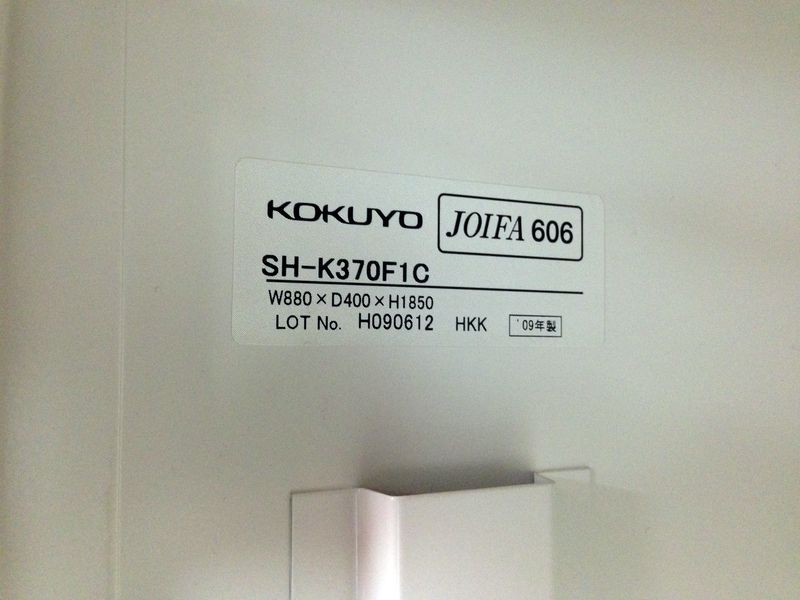 KOKUYO JOIFA 606
SH-K370F1C
W880×D400×H1850
LOT No. H090612 HKK '09年製